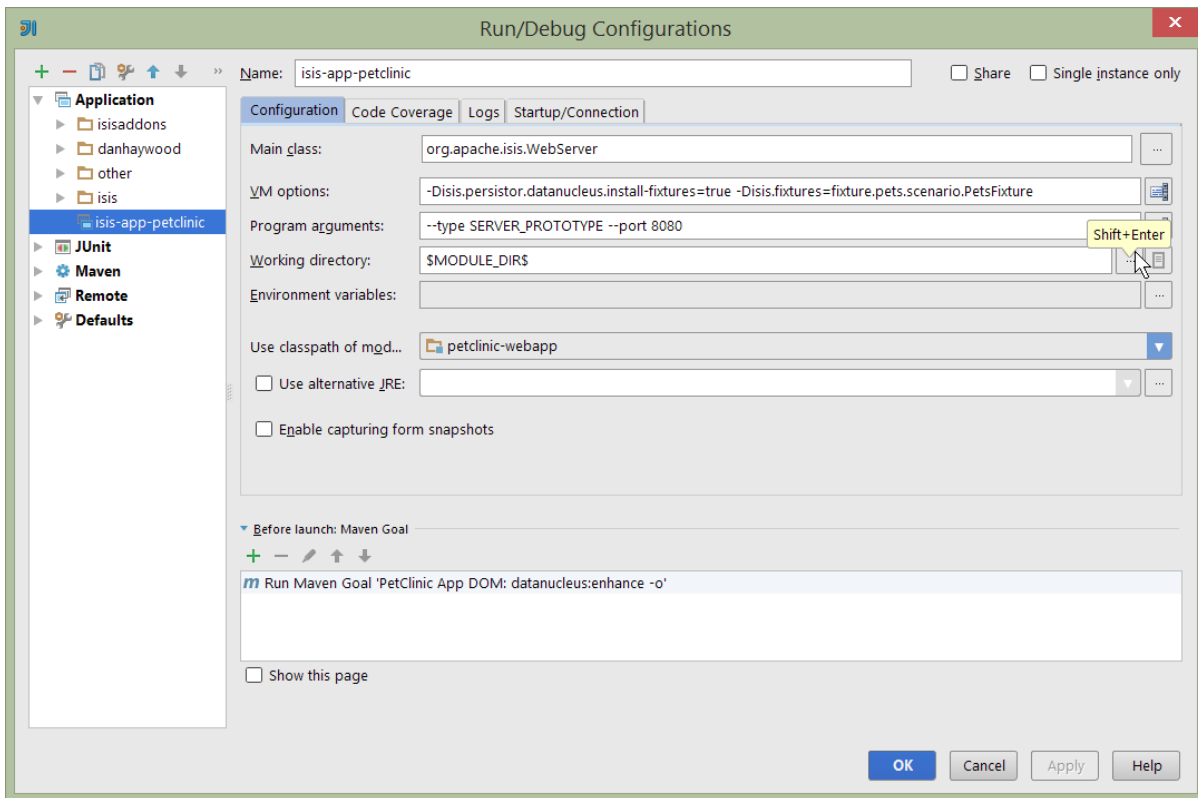 Run/Debug Configurations
Name: isis-app-petclinic Share Single instance only
Application
isisaddons
danhaywood
other
isis
isis-app-petclinic
JUnit
Maven
Remote
Defaults
Configuration Code Coverage Logs Startup/Connection
Main class: org.apache.isis.WebServer ...
VM options: -Disis.persistor.datanucleus.install-fixtures=true -Disis.fixtures=fixture.pets.scenario.PetsFixture
Program arguments: --type SERVER_PROTOTYPE --port 8080
Shift+Enter
Working directory: $MODULE_DIR$ ...
Environment variables: ...
Use classpath of mod... petclinic-webapp
Use alternative JRE: ...
Enable capturing form snapshots
Before launch: Maven Goal
m Run Maven Goal 'PetClinic App DOM: datanucleus:enhance -o'
Show this page
OK Cancel Apply Help